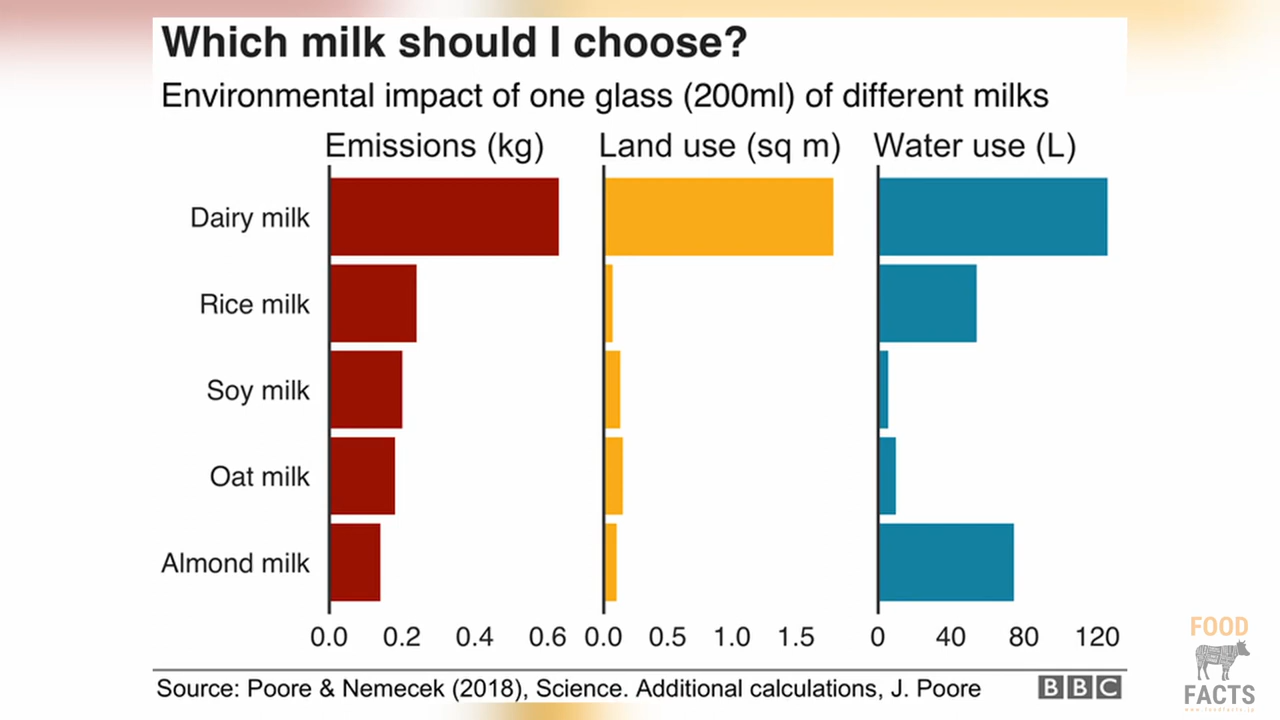 Which milk should I choose?
Environmental impact of one glass (200ml) of different milks
Emissions (kg) Land use (sq m) Water use (L)
Dairy milk
Rice milk
Soy milk
Oat milk
Almond milk
0.0 0.2 0.4 0.6 0.0 0.5 1.0 1.5 0 40 80 120
Source: Poore & Nemecek (2018), Science. Additional calculations, J. Poore
BBC
FOOD
FACTS